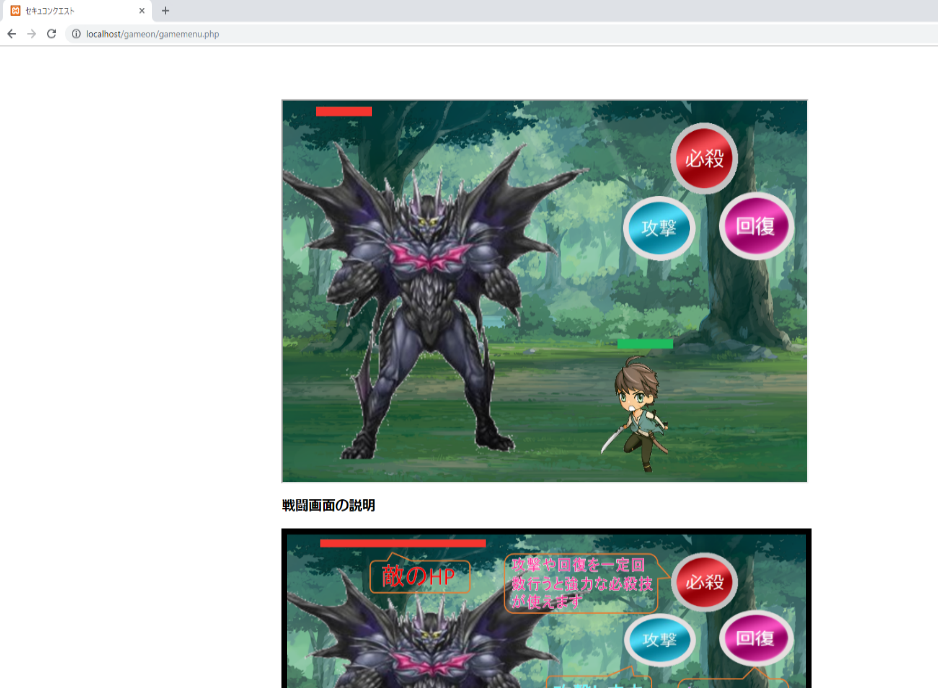 セキュコンクエスト
localhost/gameon/gamemenu.php
必殺
攻撃
回復
戦闘画面の説明
敵のHP
攻撃や回復を一定回
数行うと強力な必殺技
が使えます
必殺
攻撃
回復